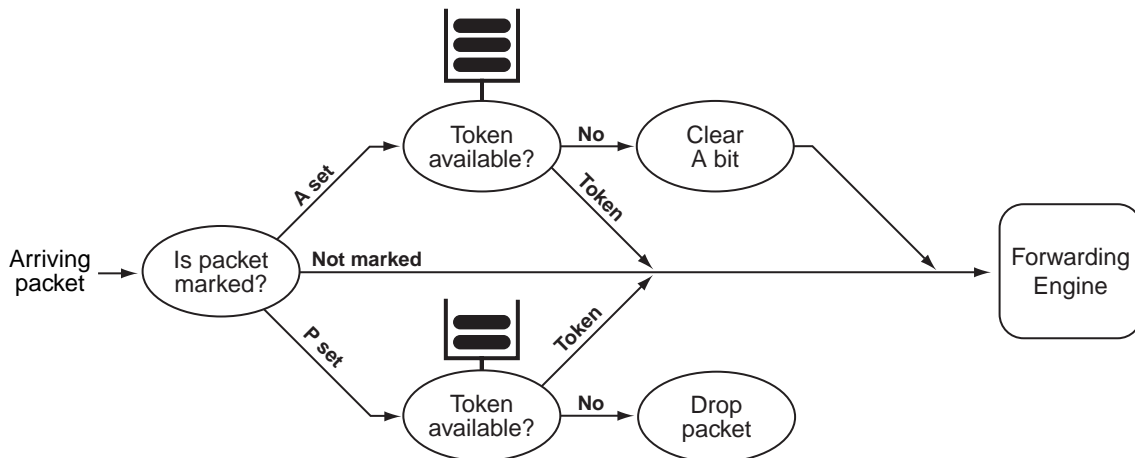 Token
available?
No
Clear
A bit
A set
Token
Arriving
packet
Is packet
marked?
Not marked
Forwarding
Engine
P set
Token
Token
available?
No
Drop
packet